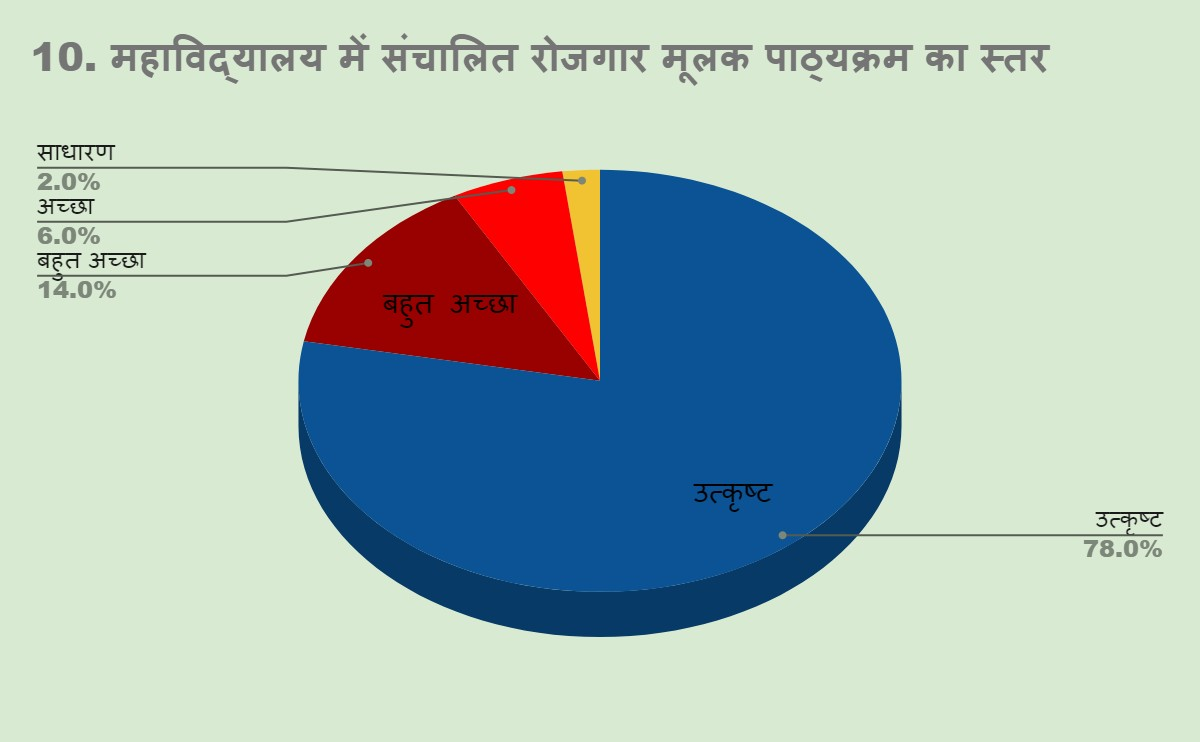 10. महाविद्यालय में संचालित रोजगार मूलक पाठ्यक्रम का स्तर
साधारण
2.0%
अच्छा
6.0%
बहुत अच्छा
14.0%
बहुत अच्छा
उत्कृष्ट
उत्कृष्ट
78.0%